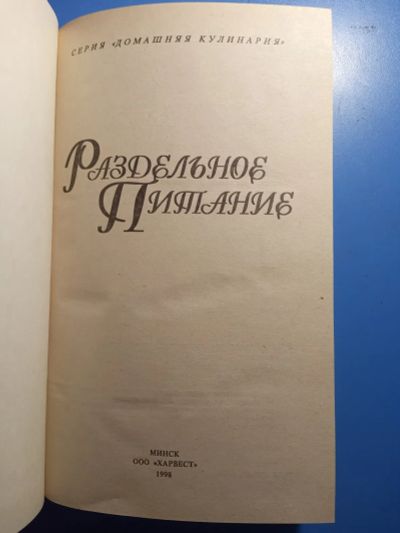 СЕРИЯ «ДОМАШНЯЯ КУЛИНАРИЯ»
РАЗДЕЛЬНОЕ
ПИТАНИЕ
МИНСК
ООО «ХАРВЕСТ»
1998